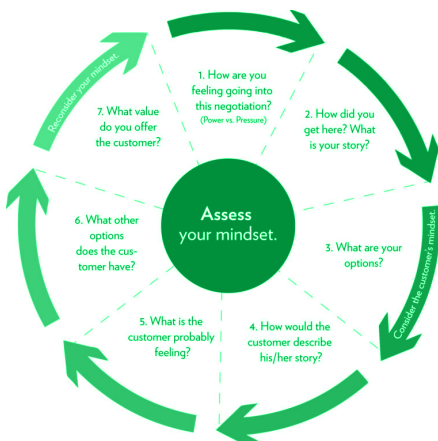 1. How are you
feeling going into
this negotiation?
(Power vs. Pressure)
2. How did you
get here? What
is your story?
3. What are your
options?
Consider the customer's mindset.
4. How would the
customer describe
his/her story?
5. What is the
customer probably
feeling?
6. What other
options
does the cus-
tomer have?
7. What value
do you offer
the customer?
Reconsider your mindset.
Assess
your mindset.